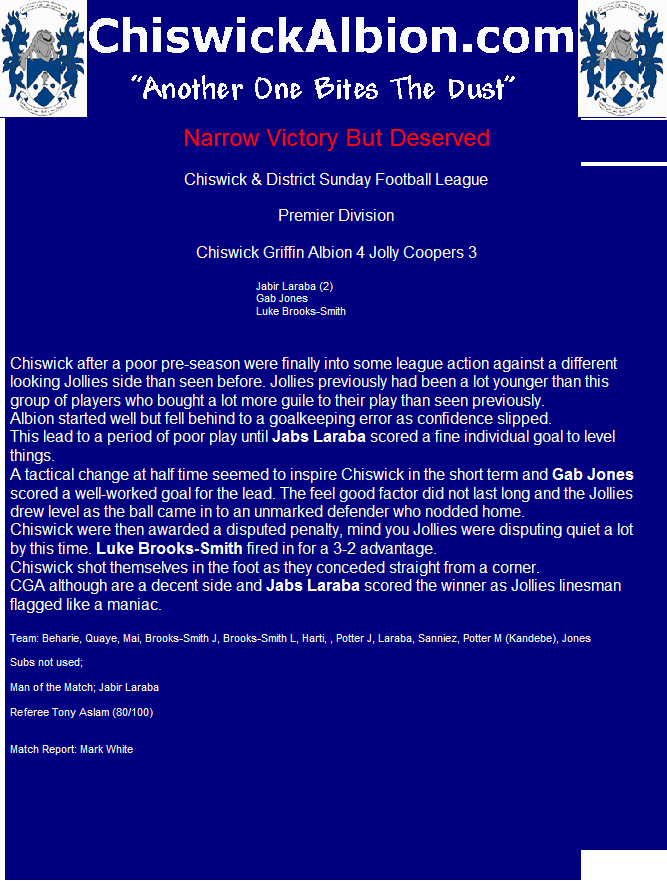 ChiswickAlbion.com
"Another One Bites The Dust"
Narrow Victory But Deserved
Chiswick & District Sunday Football League
Premier Division
Chiswick Griffin Albion 4 Jolly Coopers 3
Jabir Laraba (2)
Gab Jones
Luke Brooks-Smith
Chiswick after a poor pre-season were finally into some league action against a different
looking Jollies side than seen before. Jollies previously had been a lot younger than this
group of players who bought a lot more guile to their play than seen previously.
Albion started well but fell behind to a goalkeeping error as confidence slipped.
This lead to a period of poor play until Jabs Laraba scored a fine individual goal to level
things.
A tactical change at half time seemed to inspire Chiswick in the short term and Gab Jones
scored a well-worked goal for the lead. The feel good factor did not last long and the Jollies
drew level as the ball came in to an unmarked defender who nodded home.
Chiswick were then awarded a disputed penalty, mind you Jollies were disputing quiet a lot
by this time. Luke Brooks-Smith fired in for a 3-2 advantage.
Chiswick shot themselves in the foot as they conceded straight from a corner.
CGA although are a decent side and Jabs Laraba scored the winner as Jollies linesman
flagged like a maniac.
Team: Beharie, Quaye, Mai, Brooks-Smith J, Brooks-Smith L, Harti, , Potter J, Laraba, Sanniez, Potter M (Kandebe), Jones
Subs not used;
Man of the Match; Jabir Laraba
Referee Tony Aslam (80/100)
Match Report: Mark White